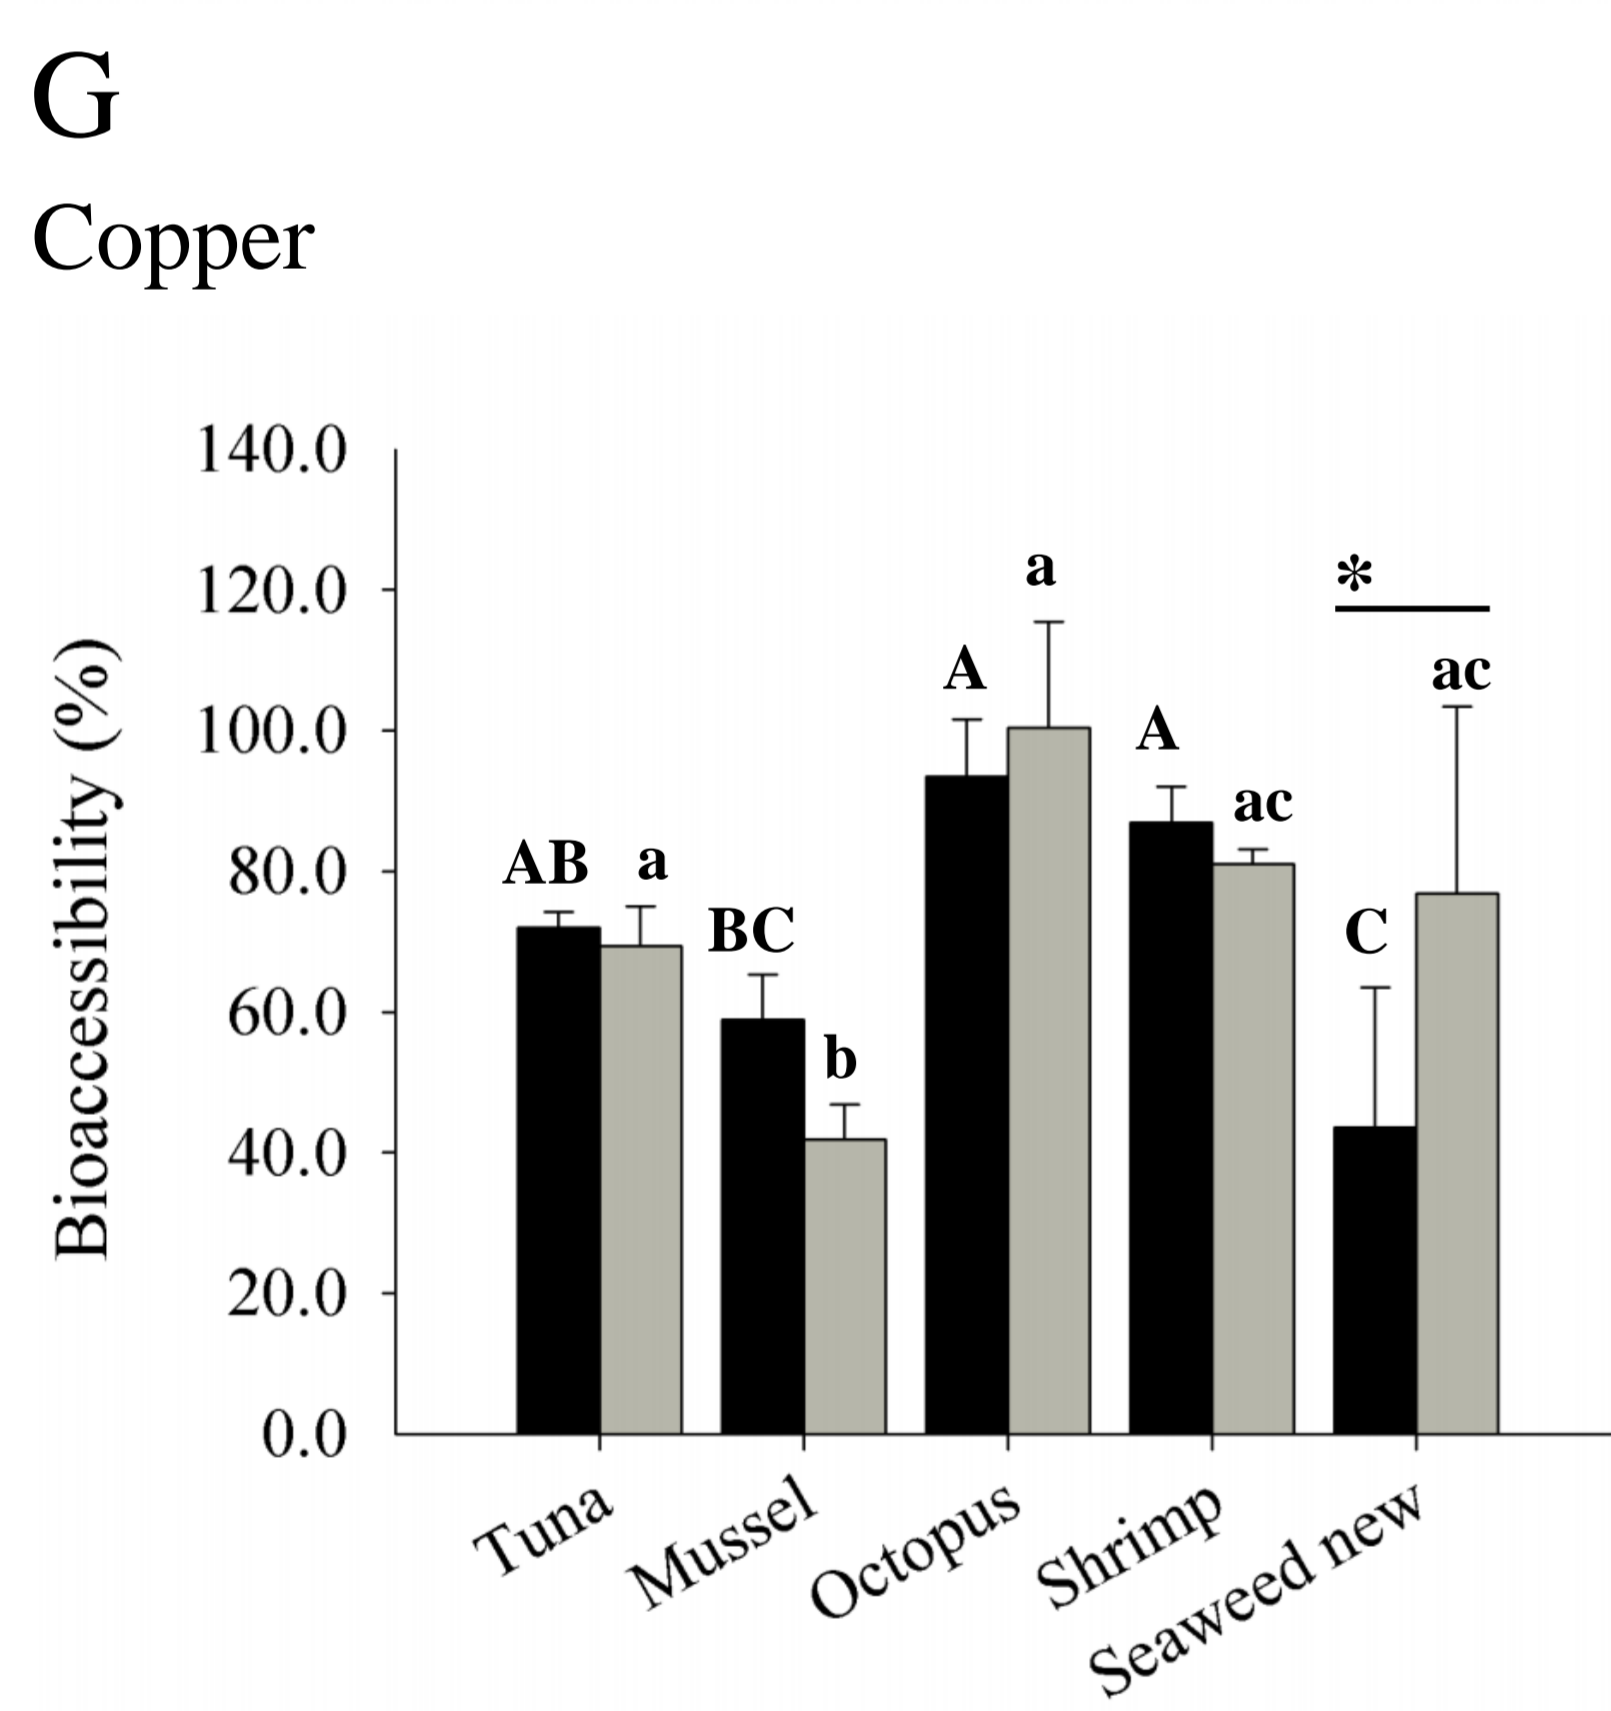 G
Copper
140.0
120.0
100.0
80.0
60.0
40.0
20.0
0.0
Bioaccessibility (%)
AB
a
BC
b
A
a
A
ac
*
C
ac
Tuna
Mussel
Octopus
Shrimp
Seaweed new